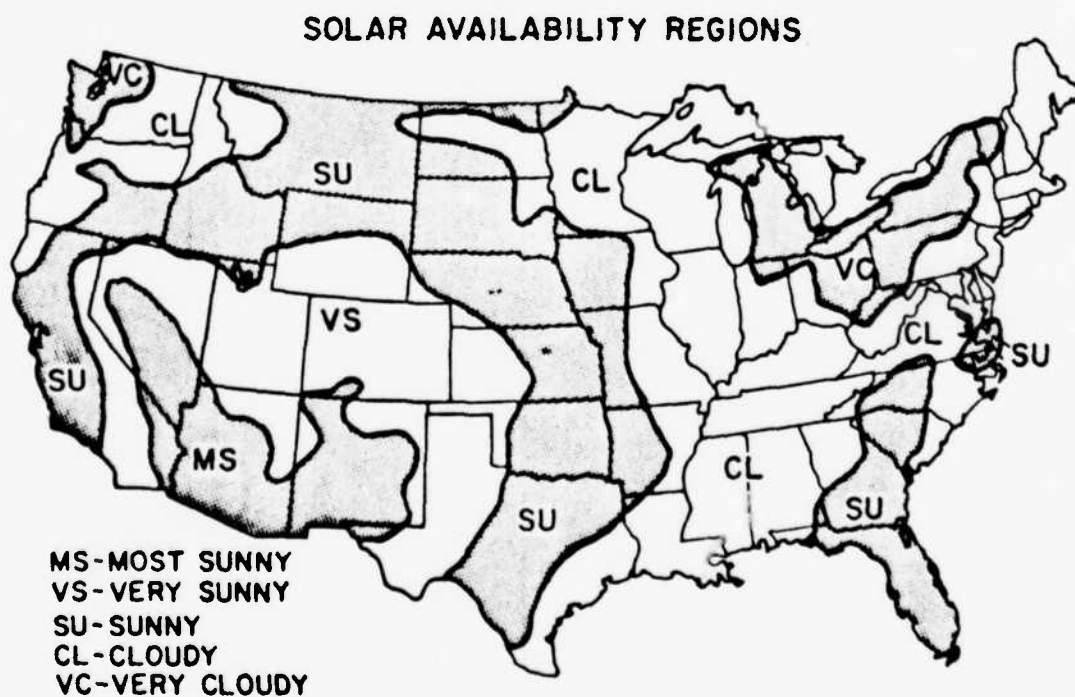 SOLAR AVAILABILITY REGIONS
VC
CL
SU
CL
VC
VS
CL
SU
SU
MS
CL
SU
SU
MS-MOST SUNNY
VS-VERY SUNNY
SU-SUNNY
CL-CLOUDY
VC-VERY CLOUDY